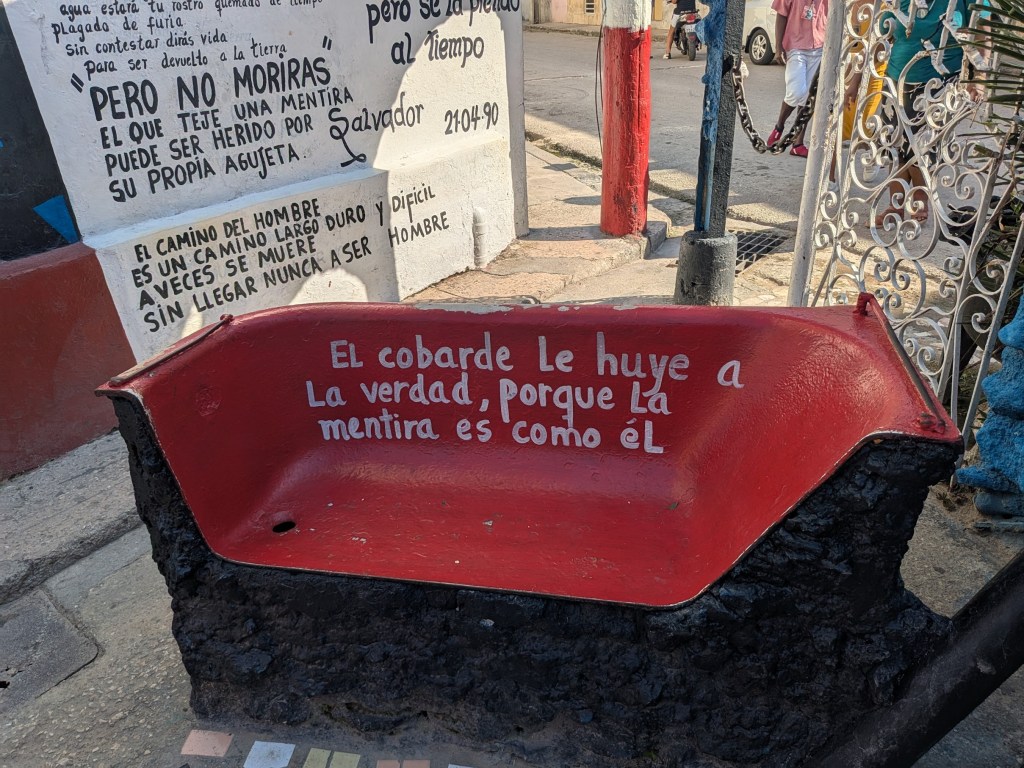 agua estará tu rostro quemado de tiempo
plagado de furia
Sin contestar dirás vida
para ser devuelto a la tierra
"PERO NO MORIRAS"
EL QUE TEJE UNA MENTIRA
PUEDE SER HERIDO POR
SU PROPIA AGUJETA.
pero se la
al Tiempo
Salvador 21-04-90
EL CAMINO DEL HOMBRE
ES UN CAMINO LARGO DURO Y DIFICIL
AVECES SE MUERE
SIN LLEGAR NUNCA A SER HOMBRE
EL cobarde Le huye a
La verdad, porque La
mentira es como éL